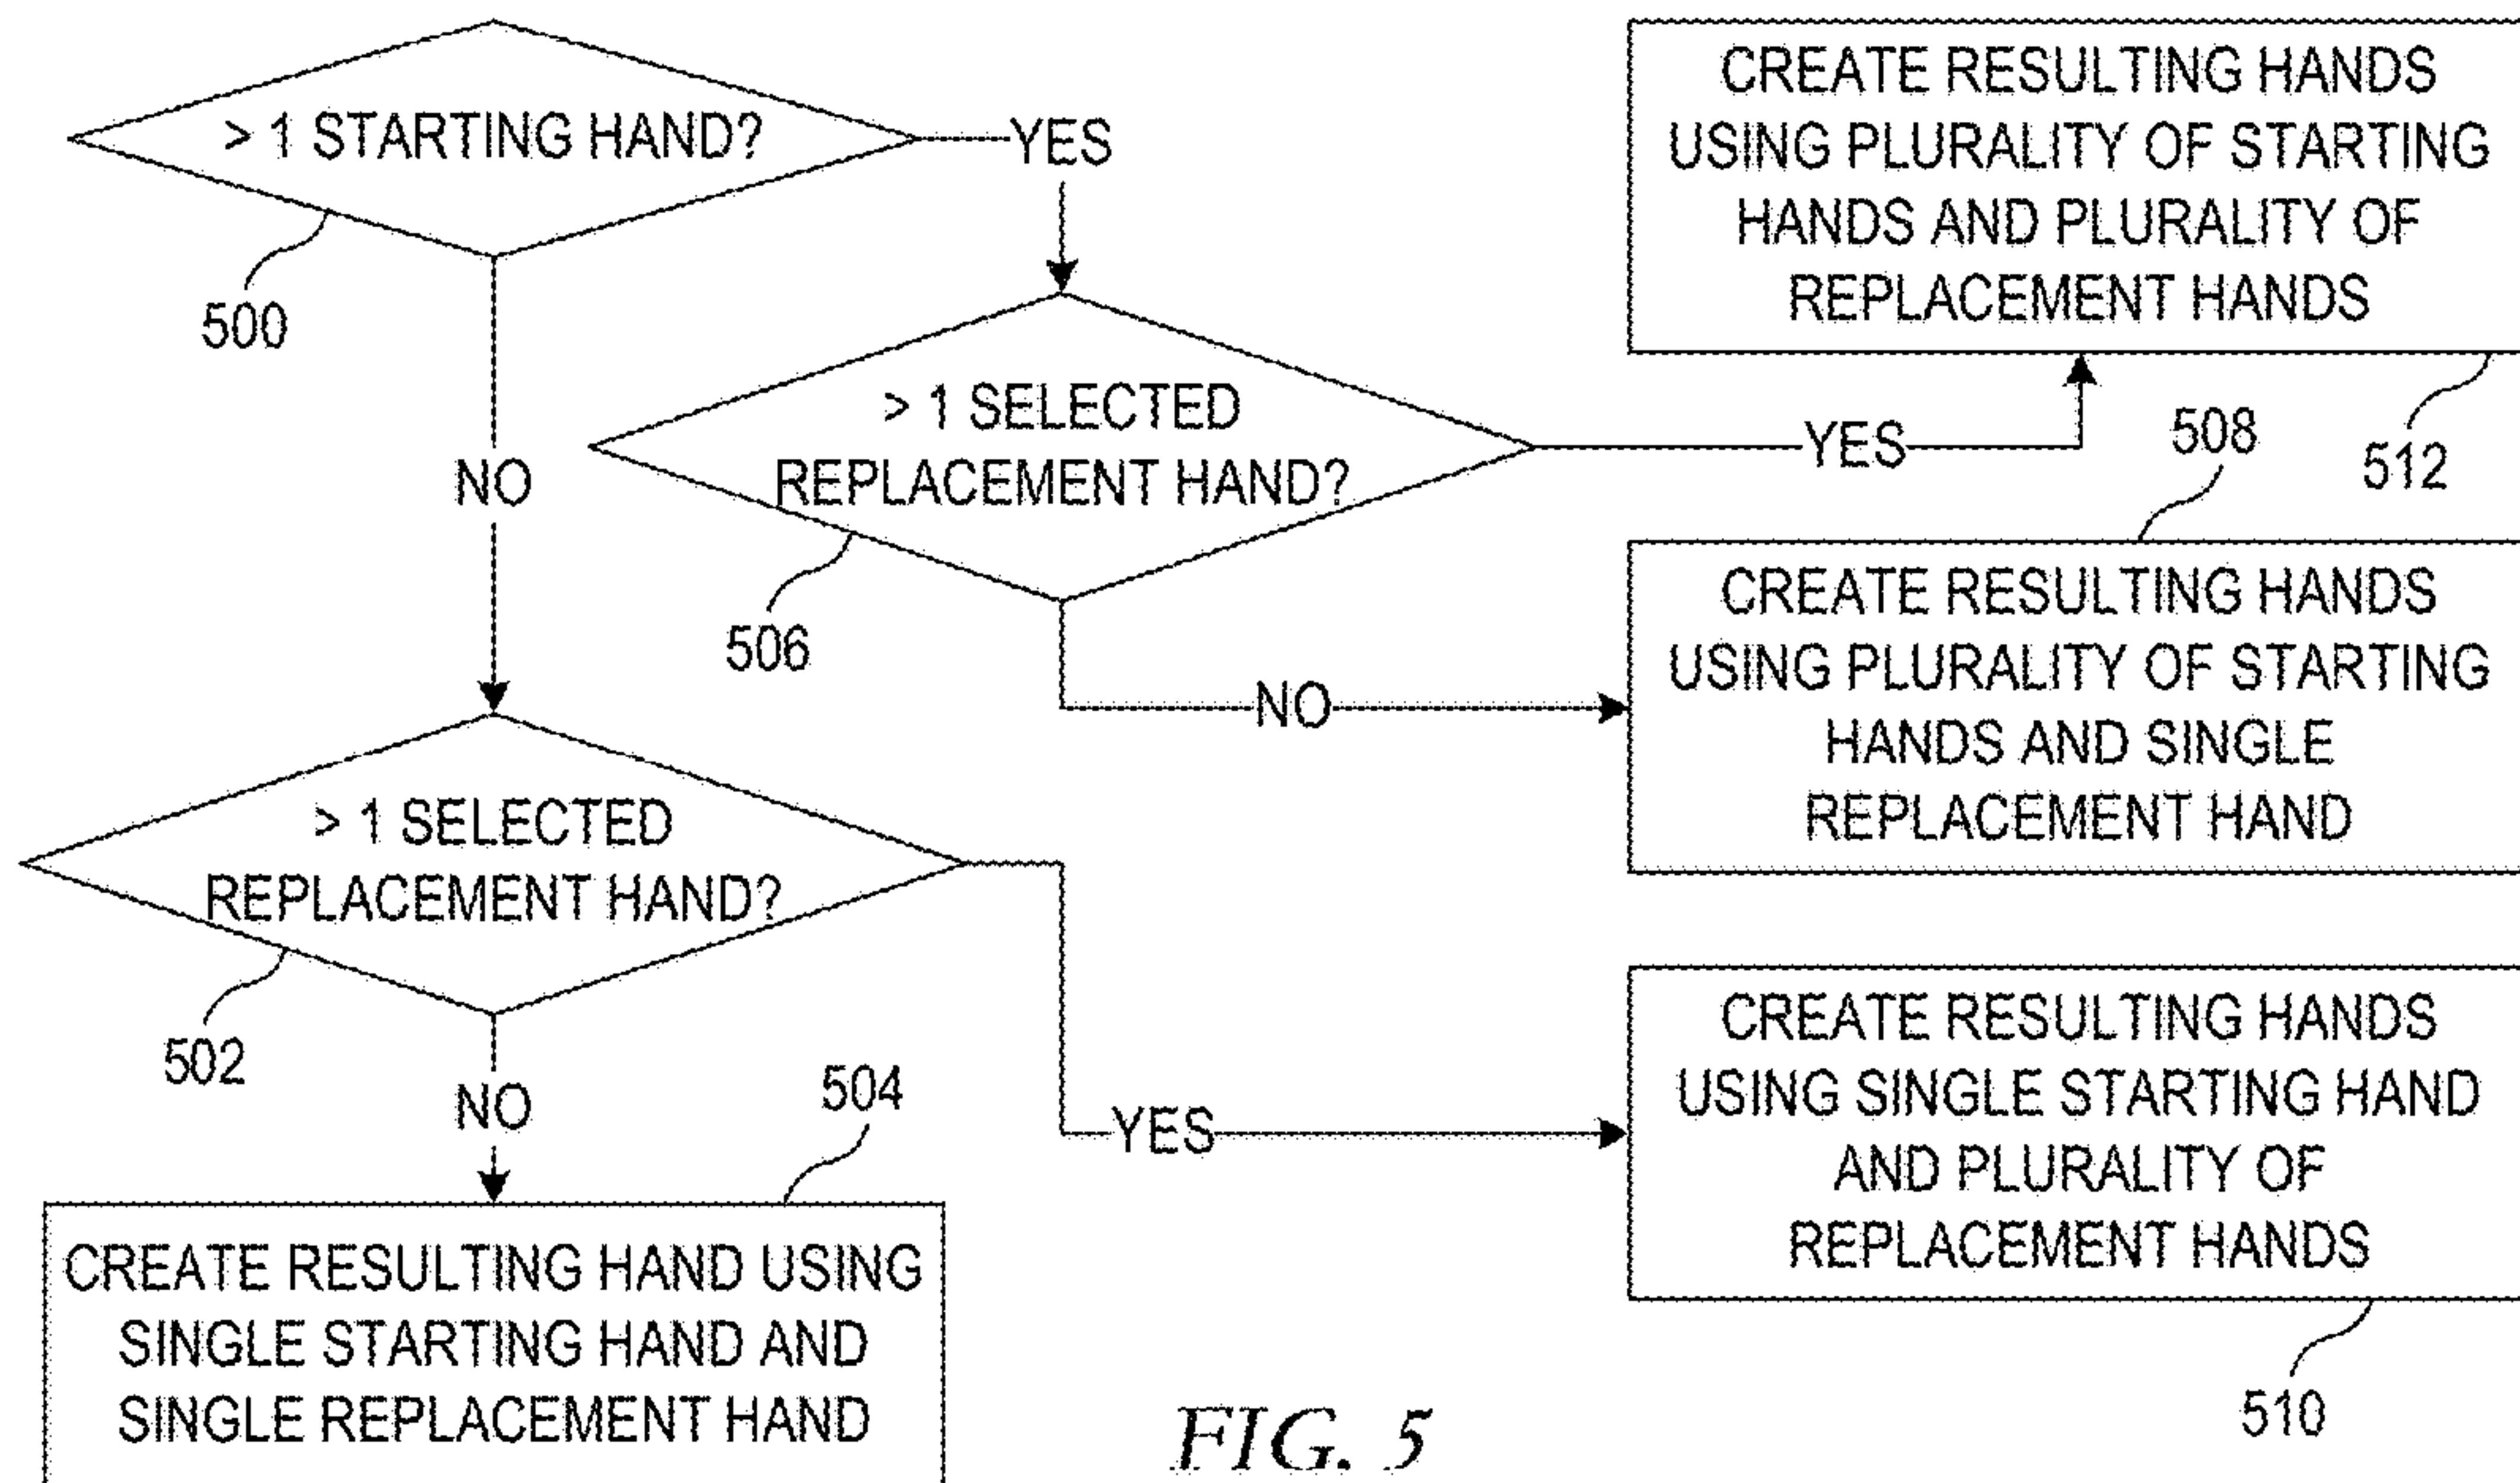 > 1 STARTING HAND?
YES
500
NO
> 1 SELECTED
REPLACEMENT HAND?
506
YES
NO
CREATE RESULTING HANDS
USING PLURALITY OF STARTING
HANDS AND PLURALITY OF
REPLACEMENT HANDS
512
508
CREATE RESULTING HANDS
USING PLURALITY OF STARTING
HANDS AND SINGLE
REPLACEMENT HAND
> 1 SELECTED
REPLACEMENT HAND?
502
NO
YES
504
CREATE RESULTING HAND USING
SINGLE STARTING HAND AND
SINGLE REPLACEMENT HAND
CREATE RESULTING HANDS
USING SINGLE STARTING HAND
AND PLURALITY OF
REPLACEMENT HANDS
510
FIG. 5